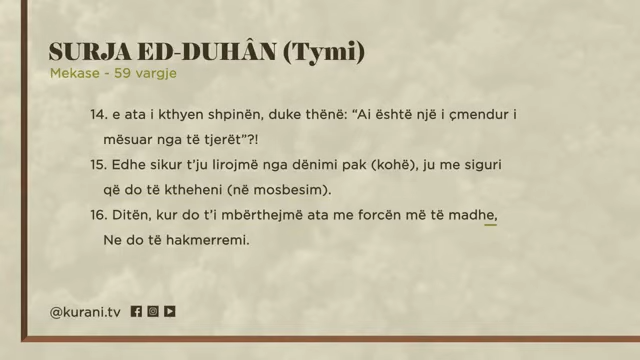 SURJA ED-DUHÂN (Tymi)
Mekase - 59 vargje
14. e ata i kthyen shpinën, duke thënë: “Ai është një i çmendur i
mësuar nga të tjerët”?!
15. Edhe sikur t’ju lirojmë nga dënimi pak (kohë), ju me siguri
që do të ktheheni (në mosbesim).
16. Ditën, kur do t’i mbërthejmë ata me forcën më të madhe,
Ne do të hakmerremi.
@kurani.tv